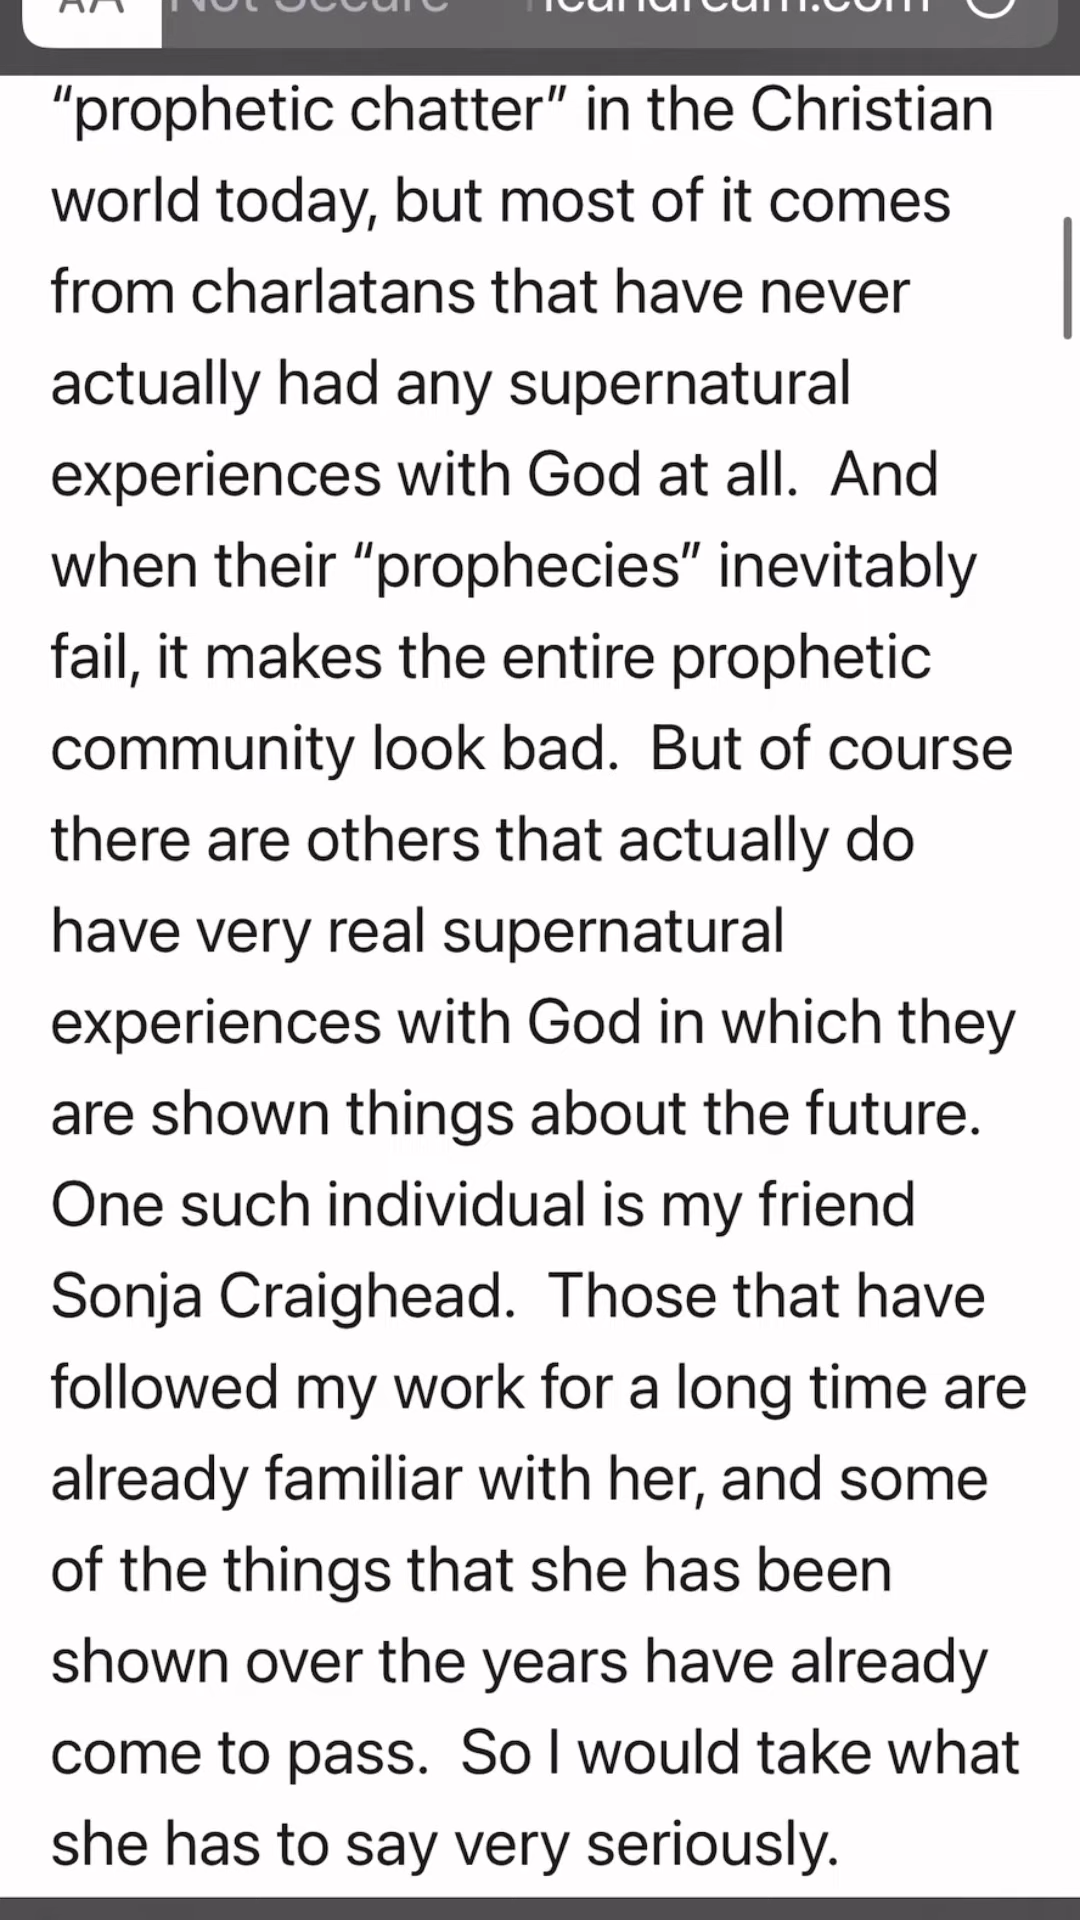 AA Not Secure icandream.com
“prophetic chatter” in the Christian
world today, but most of it comes
from charlatans that have never
actually had any supernatural
experiences with God at all.  And
when their “prophecies” inevitably
fail, it makes the entire prophetic
community look bad.  But of course
there are others that actually do
have very real supernatural
experiences with God in which they
are shown things about the future.
One such individual is my friend
Sonja Craighead.  Those that have
followed my work for a long time are
already familiar with her, and some
of the things that she has been
shown over the years have already
come to pass.  So I would take what
she has to say very seriously.